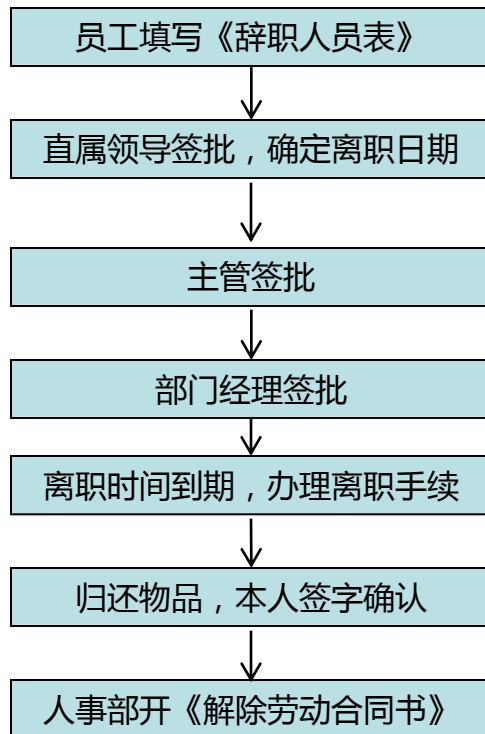 员工填写《辞职人员表》
直属领导签批，确定离职日期
主管签批
部门经理签批
离职时间到期，办理离职手续
归还物品，本人签字确认
人事部开《解除劳动合同书》